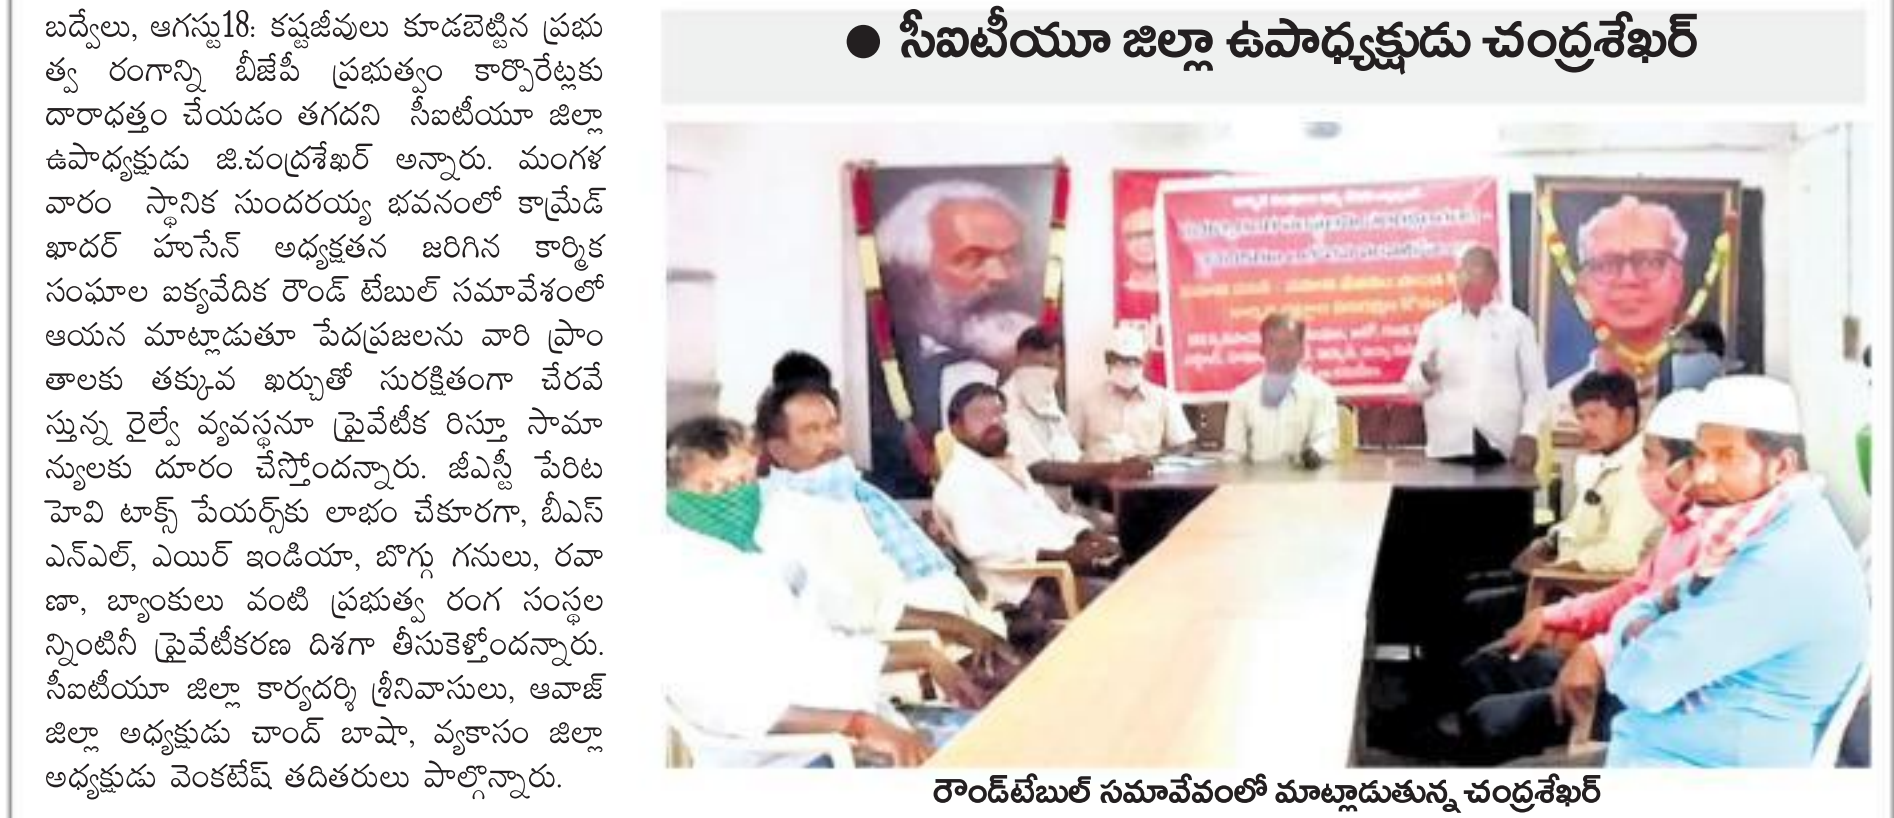 బద్వేలు, ఆగస్టు18: కష్టజీవులు కూడబెట్టిన ప్రభు
త్వ రంగాన్ని బీజేపీ ప్రభుత్వం కార్పొరేట్లకు
దారాధత్తం చేయడం తగదని సీఐటీయూ జిల్లా
ఉపాధ్యక్షుడు జి.చంద్రశేఖర్ అన్నారు. మంగళ
వారం స్థానిక సుందరయ్య భవనంలో కామ్రేడ్
ఖాదర్ హుసేన్ అధ్యక్షతన జరిగిన కార్మిక
సంఘాల ఐక్యవేదిక రౌండ్ టేబుల్ సమావేశంలో
ఆయన మాట్లాడుతూ పేదప్రజలను వారి ప్రాం
తాలకు తక్కువ ఖర్చుతో సురక్షితంగా చేరవే
స్తున్న రైల్వే వ్యవస్థనూ ప్రైవేటీక రిస్తూ సామా
న్యులకు దూరం చేస్తోందన్నారు. జీఎస్టీ పేరిట
హెవి టాక్స్ పేయర్స్‌కు లాభం చేకూరగా, బీఎస్
ఎన్ఎల్, ఎయిర్ ఇండియా, బొగ్గు గనులు, రవా
ణా, బ్యాంకులు వంటి ప్రభుత్వ రంగ సంస్థల
న్నింటినీ ప్రైవేటీకరణ దిశగా తీసుకెళ్తోందన్నారు.
సీఐటీయూ జిల్లా కార్యదర్శి శ్రీనివాసులు, ఆవాజ్
జిల్లా అధ్యక్షుడు చాంద్ బాషా, వ్యకాసం జిల్లా
అధ్యక్షుడు వెంకటేష్ తదితరులు పాల్గొన్నారు.
● సీఐటీయూ జిల్లా ఉపాధ్యక్షుడు చంద్రశేఖర్
రౌండ్‌టేబుల్ సమావేవంలో మాట్లాడుతున్న చంద్రశేఖర్